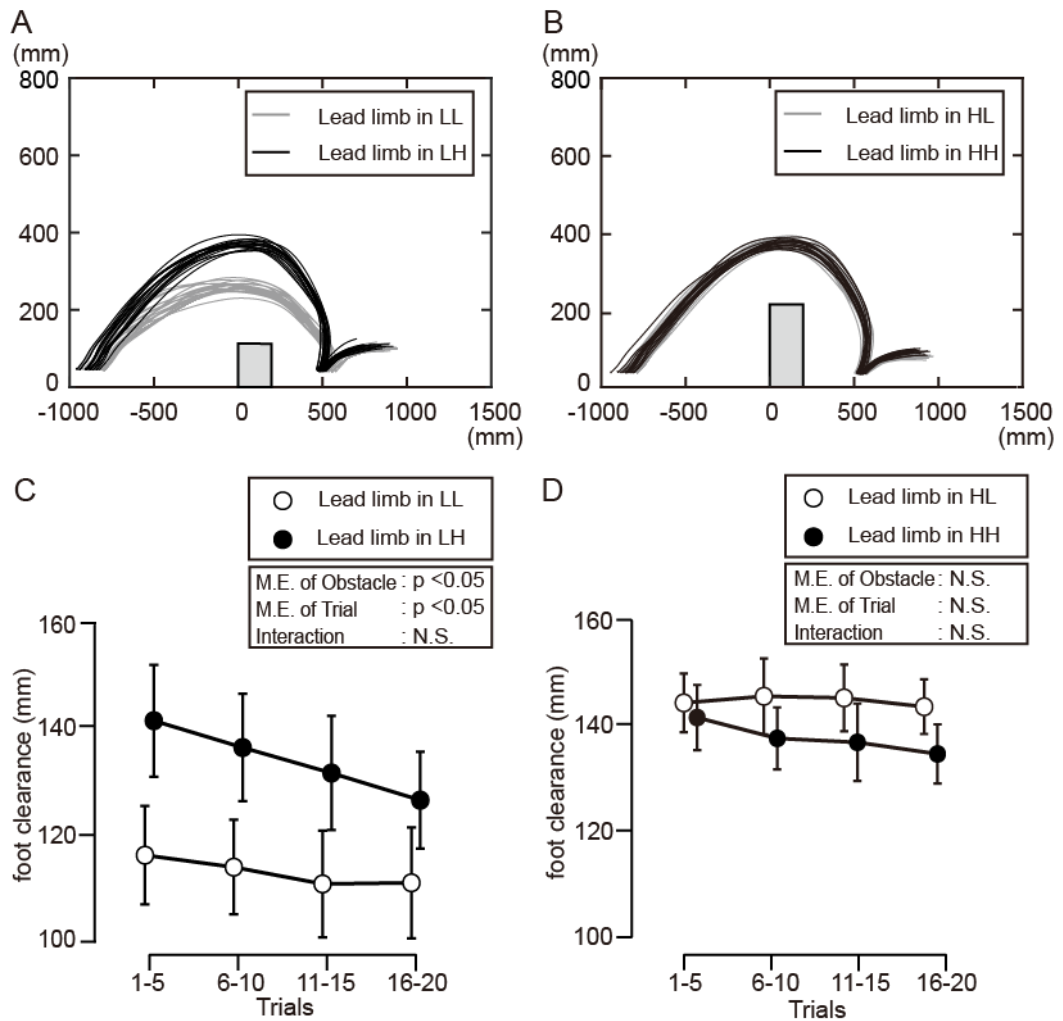 A
(mm)
800
600
400
200
0
-1000 -500 0 500 1000 1500
(mm)
Lead limb in LL
Lead limb in LH
B
(mm)
800
600
400
200
0
-1000 -500 0 500 1000 1500
(mm)
Lead limb in HL
Lead limb in HH
C
Lead limb in LL
Lead limb in LH
M.E. of Obstacle : p <0.05
M.E. of Trial : p <0.05
Interaction : N.S.
foot clearance (mm)
160
140
120
100
1-5 6-10 11-15 16-20
Trials
D
Lead limb in HL
Lead limb in HH
M.E. of Obstacle : N.S.
M.E. of Trial : N.S.
Interaction : N.S.
foot clearance (mm)
160
140
120
100
1-5 6-10 11-15 16-20
Trials